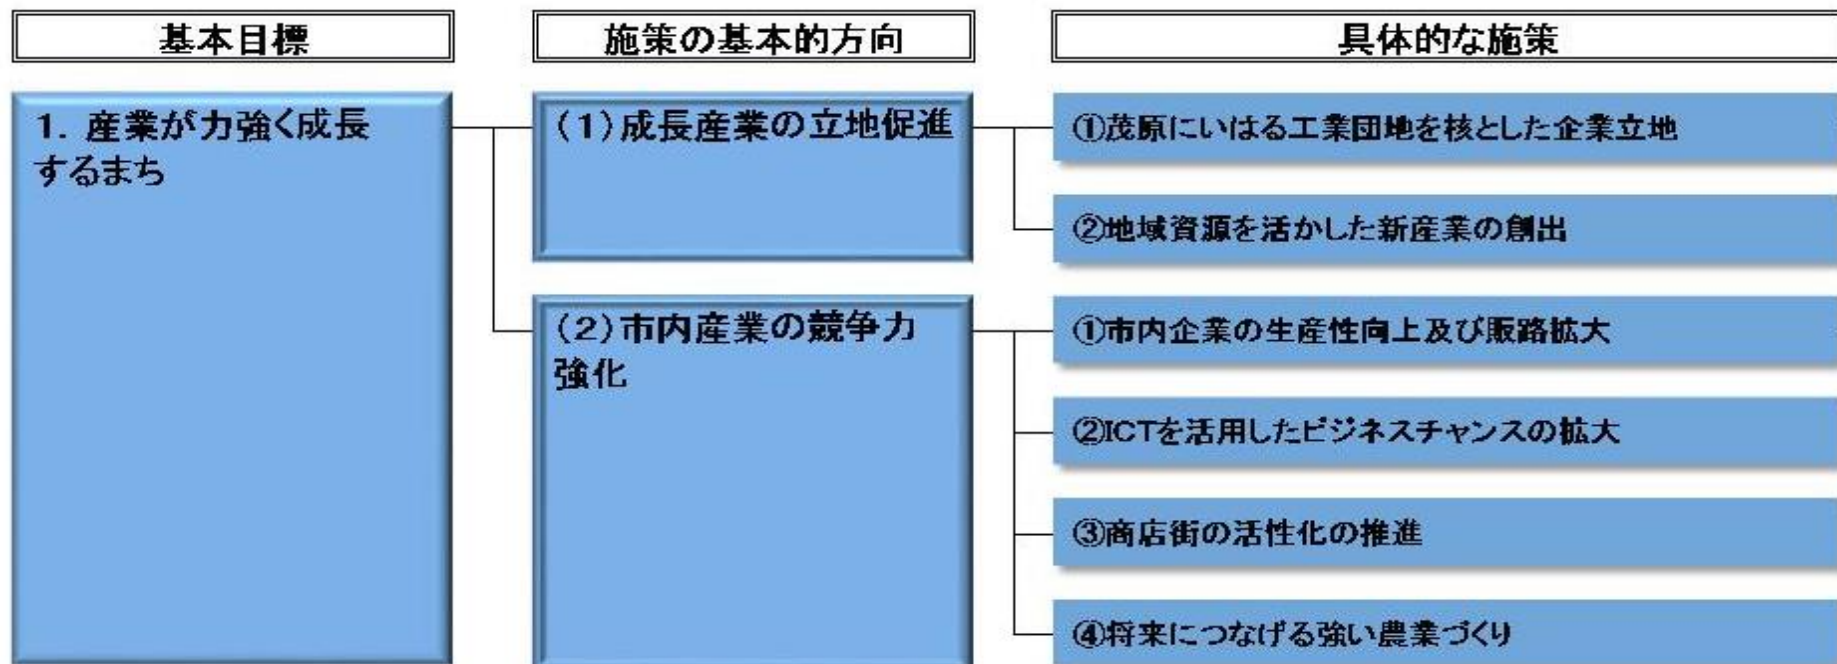 基本目標
施策の基本的方向
具体的な施策
1. 産業が力強く成長
するまち
(1)成長産業の立地促進
①茂原にいはる工業団地を核とした企業立地
②地域資源を活かした新産業の創出
(2)市内産業の競争力
強化
①市内企業の生産性向上及び販路拡大
②ICTを活用したビジネスチャンスの拡大
③商店街の活性化の推進
④将来につなげる強い農業づくり